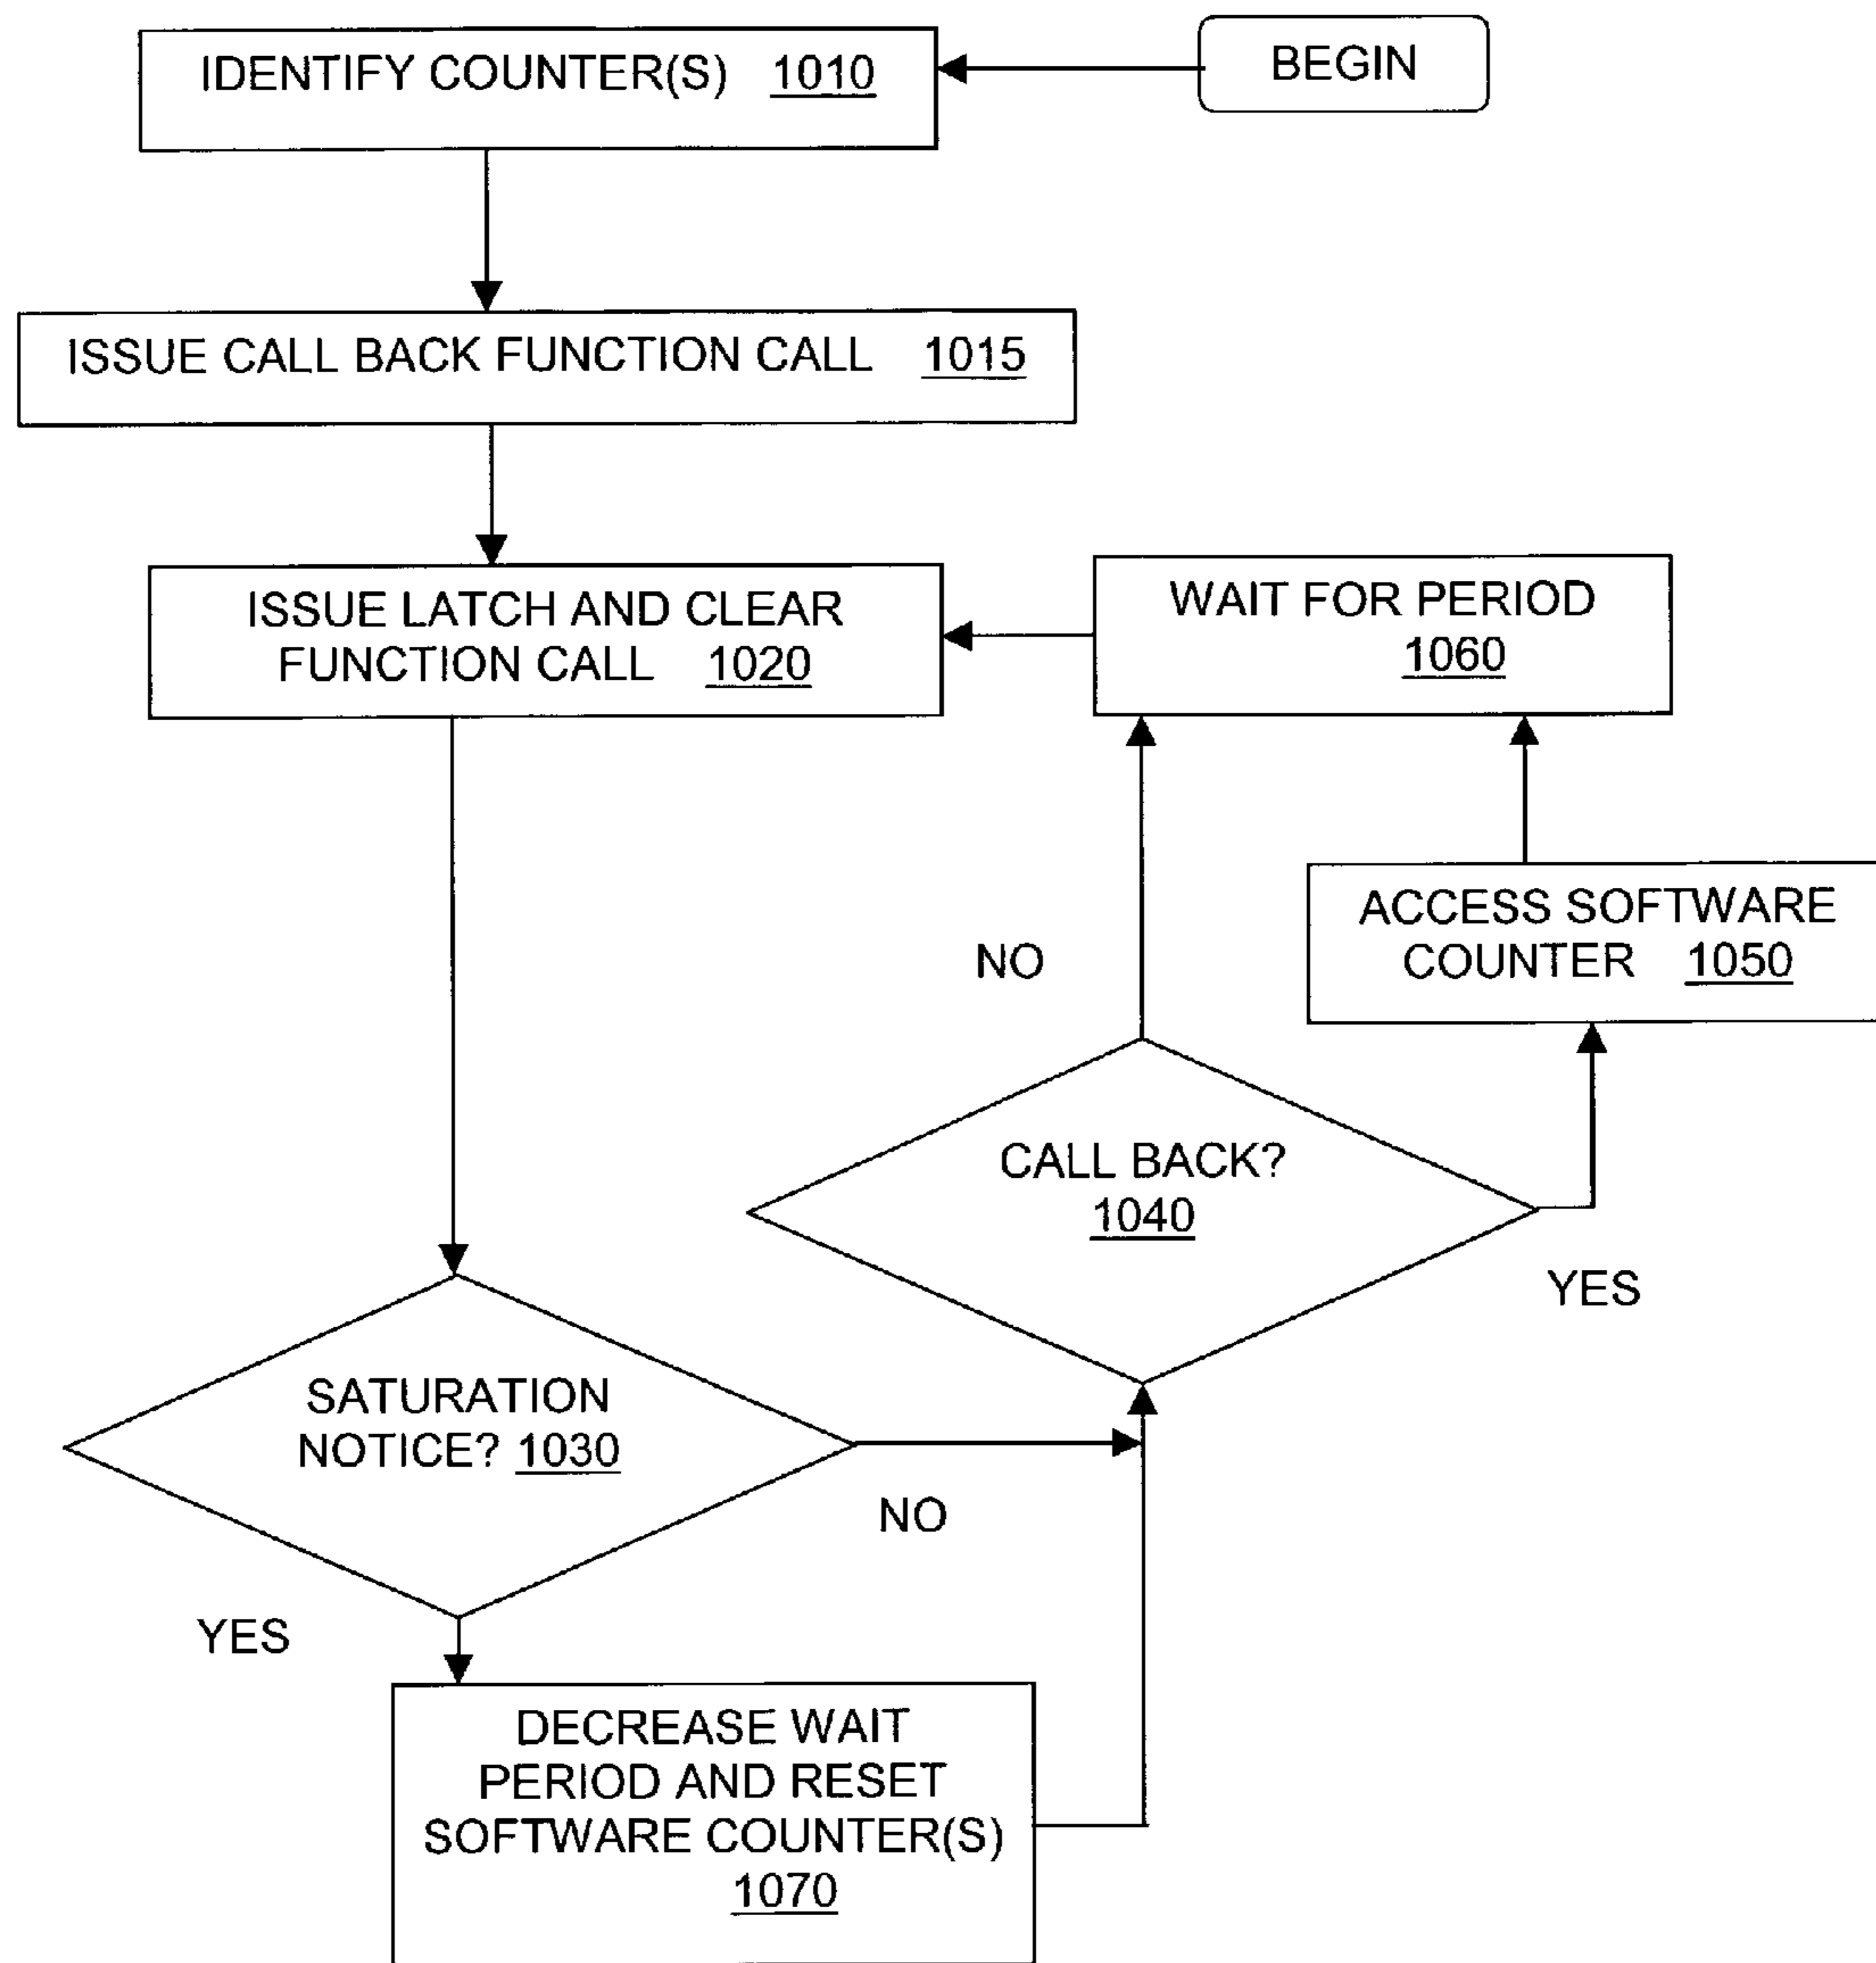 BEGIN
IDENTIFY COUNTER(S) 1010
ISSUE CALL BACK FUNCTION CALL 1015
ISSUE LATCH AND CLEAR
FUNCTION CALL 1020
WAIT FOR PERIOD
1060
ACCESS SOFTWARE
COUNTER 1050
NO
CALL BACK?
1040
YES
SATURATION
NOTICE? 1030
NO
YES
DECREASE WAIT
PERIOD AND RESET
SOFTWARE COUNTER(S)
1070